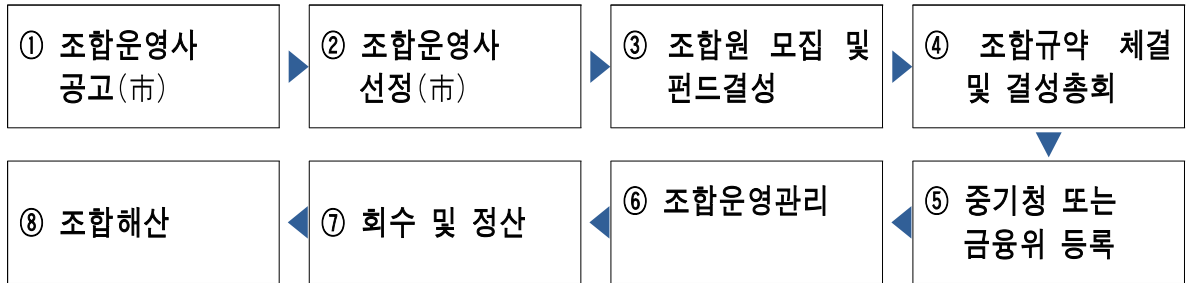 ① 조합운영사
공고(市)
② 조합운영사
선정(市)
③ 조합원 모집 및
펀드결성
④ 조합규약 체결
및 결성총회
⑤ 중기청 또는
금융위 등록
⑥ 조합운영관리
⑦ 회수 및 정산
⑧ 조합해산